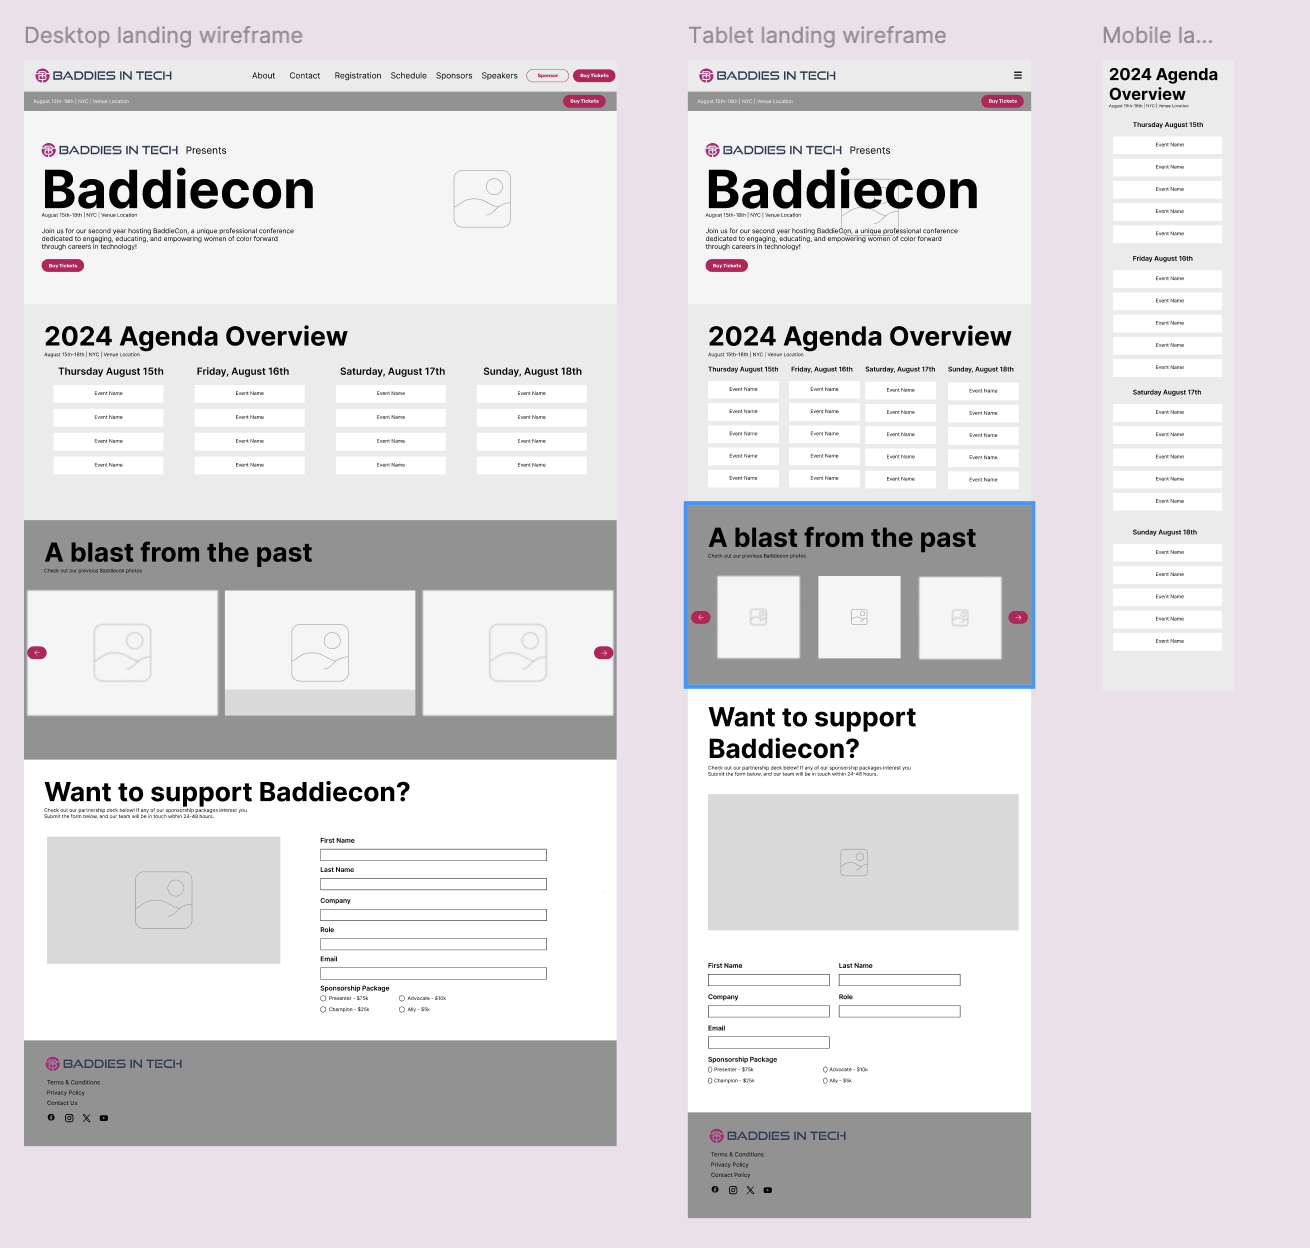 Desktop landing wireframe
BADDIES IN TECH
About Contact Registration Schedule Sponsors Speakers Sponsor Buy Tickets
August 15th-18th | NYC | Venue Location Buy Tickets
BADDIES IN TECH Presents
Baddiecon
August 15th-18th | NYC | Venue Location
Join us for our second year hosting BaddieCon, a unique professional conference
dedicated to engaging, educating, and empowering women of color forward
through careers in technology!
Buy Tickets
2024 Agenda Overview
August 15th-18th | NYC | Venue Location
Thursday August 15th Friday, August 16th Saturday, August 17th Sunday, August 18th
Event Name Event Name Event Name Event Name
Event Name Event Name Event Name Event Name
Event Name Event Name Event Name Event Name
Event Name Event Name Event Name Event Name
A blast from the past
Check out our previous Baddiecon photos
Want to support Baddiecon?
Check out our partnership deck below! If any of our sponsorship packages interest you
Submit the form below, and our team will be in touch within 24-48 hours.
First Name
Last Name
Company
Role
Email
Sponsorship Package
Presenter - $75k Advocate - $10k
Champion - $25k Ally - $5k
BADDIES IN TECH
Terms & Conditions
Privacy Policy
Contact Us
Tablet landing wireframe
BADDIES IN TECH
August 15th-18th | NYC | Venue Location Buy Tickets
BADDIES IN TECH Presents
Baddiecon
August 15th-18th | NYC | Venue Location
Join us for our second year hosting BaddieCon, a unique professional conference
dedicated to engaging, educating, and empowering women of color forward
through careers in technology!
Buy Tickets
2024 Agenda Overview
August 15th-18th | NYC | Venue Location
Thursday August 15th Friday, August 16th Saturday, August 17th Sunday, August 18th
Event Name Event Name Event Name Event Name
Event Name Event Name Event Name Event Name
Event Name Event Name Event Name Event Name
Event Name Event Name Event Name Event Name
Event Name Event Name Event Name Event Name
A blast from the past
Check out our previous Baddiecon photos
Want to support
Baddiecon?
Check out our partnership deck below! If any of our sponsorship packages interest you
Submit the form below, and our team will be in touch within 24-48 hours.
First Name Last Name
Company Role
Email
Sponsorship Package
Presenter - $75k Advocate - $10k
Champion - $25k Ally - $5k
BADDIES IN TECH
Terms & Conditions
Privacy Policy
Contact Policy
Mobile la...
2024 Agenda
Overview
August 15th-18th | NYC | Venue Location
Thursday August 15th
Event Name
Event Name
Event Name
Event Name
Event Name
Friday August 16th
Event Name
Event Name
Event Name
Event Name
Event Name
Saturday August 17th
Event Name
Event Name
Event Name
Event Name
Event Name
Sunday August 18th
Event Name
Event Name
Event Name
Event Name
Event Name